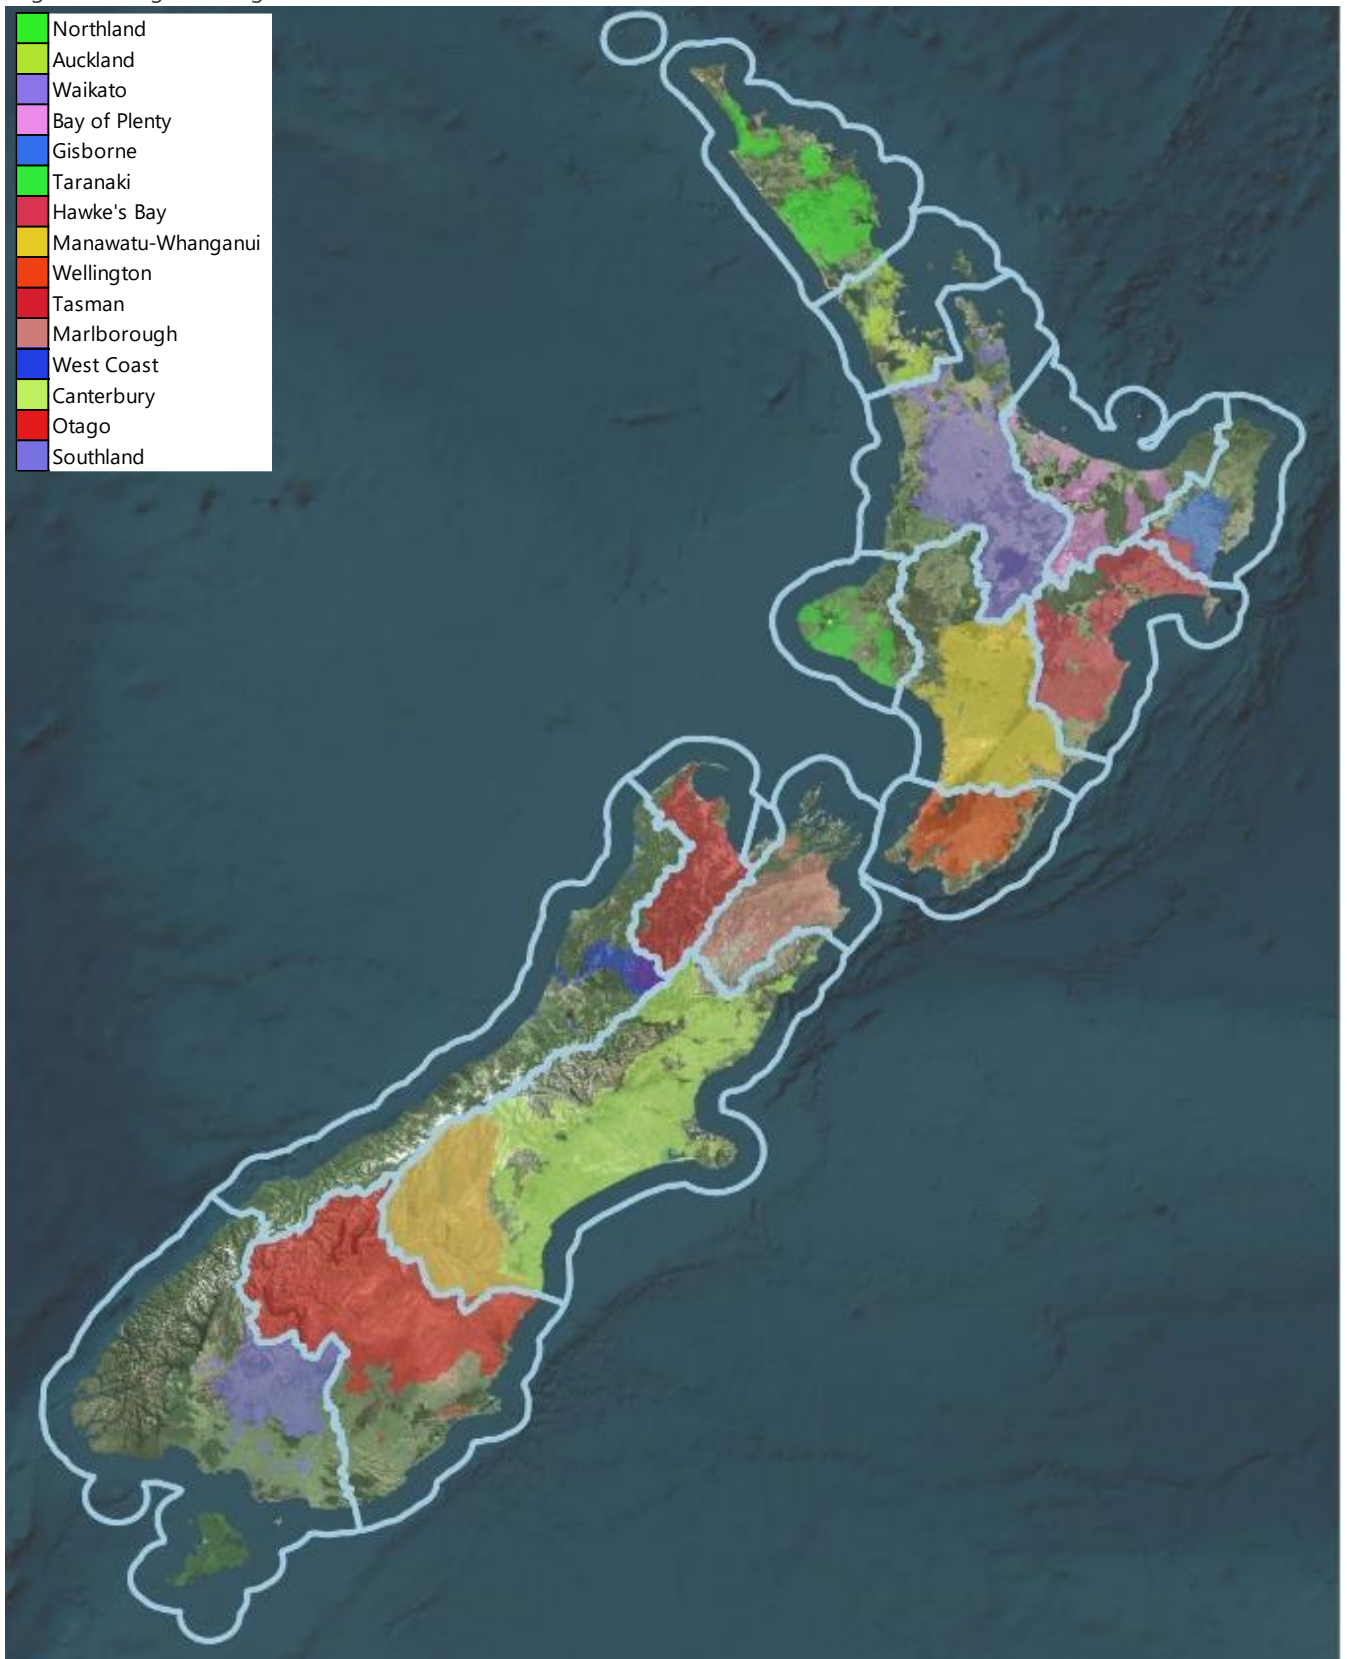 Northland
Auckland
Waikato
Bay of Plenty
Gisborne
Taranaki
Hawke's Bay
Manawatu-Whanganui
Wellington
Tasman
Marlborough
West Coast
Canterbury
Otago
Southland